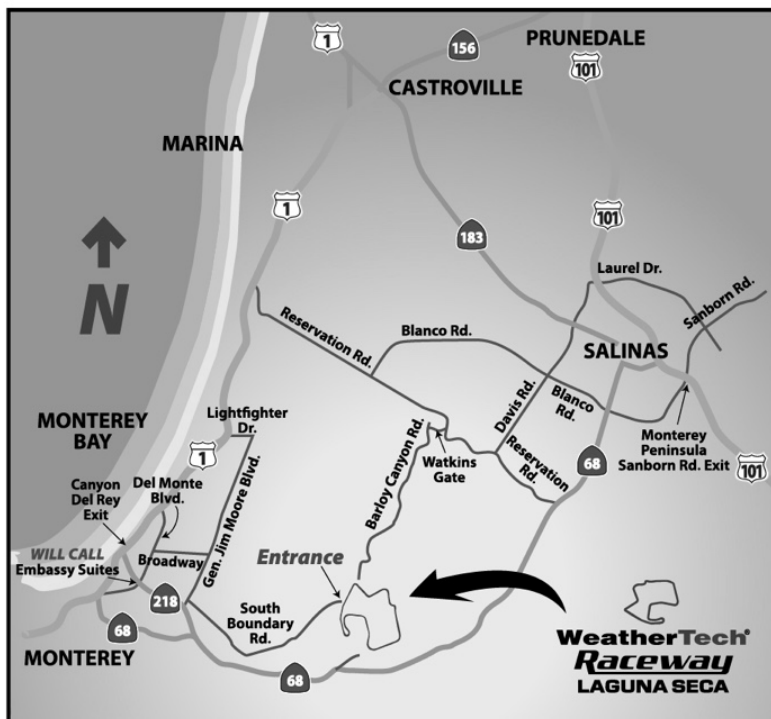 1
156
PRUNEDALE
101
CASTROVILLE
MARINA
1
183
101
N
Laurel Dr.
Sanborn Rd.
Reservation Rd.
Blanco Rd.
SALINAS
Davis Rd.
Blanco
Rd.
MONTEREY
BAY
Lightfighter
Dr.
1
Barloy Canyon Rd.
Watkins
Gate
Reservation
Rd.
68
Monterey
Peninsula
Sanborn Rd. Exit
101
Canyon
Del Rey
Exit
Del Monte
Blvd.
Gen. Jim Moore Blvd.
WILL CALL
Embassy Suites
Broadway
Entrance
218
South
Boundary
Rd.
68
MONTEREY
68
WeatherTech®
Raceway
LAGUNA SECA